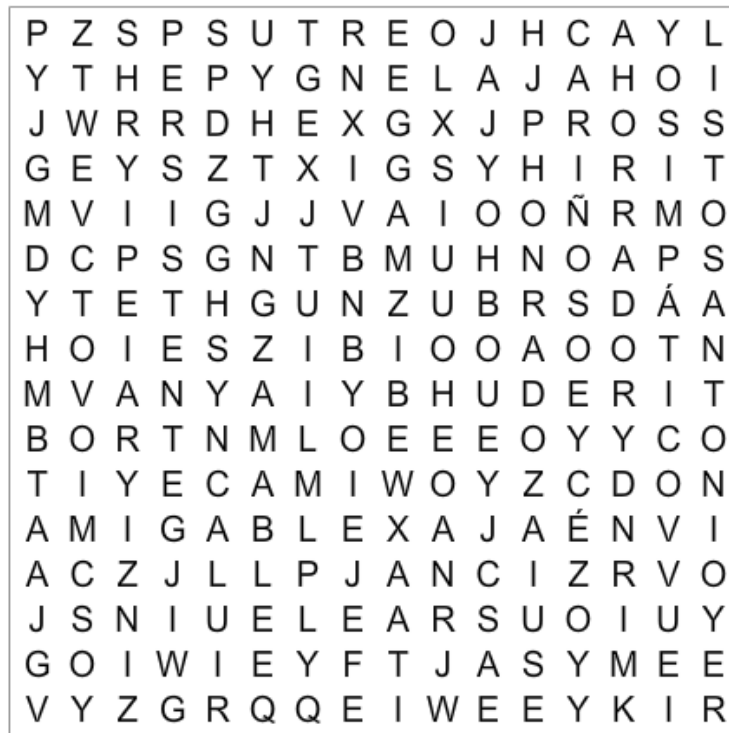 P Z S P S U T R E O J H C A Y L
Y T H E P Y G N E L A J A H O I
J W R R D H E X G X J P R O S S
G E Y S Z T X I G S Y H I R I T
M V I I G J J V A I O O Ñ R M O
D C P S G N T B M U H N O A P S
Y T E T H G U N Z U B R S D Á A
H O I E S Z I B I O O A O O T N
M V A N Y A I Y B H U D E R I T
B O R T N M L O E E E O Y Y C O
T I Y E C A M I W O Y Z C D O N
A M I G A B L E X A J A É N V I
A C Z J L L P J A N C I Z R V O
J S N I U E L E A R S U O I U Y
G O I W I E Y F T J A S Y M E E
V Y Z G R Q Q E I W E E Y K I R